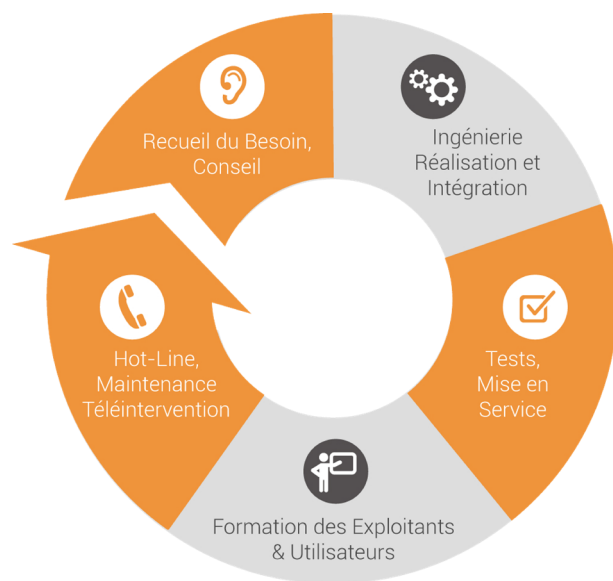 Recueil du Besoin,
Conseil
Ingénierie
Réalisation et
Intégration
Tests,
Mise en
Service
Formation des Exploitants
& Utilisateurs
Hot-Line,
Maintenance
Téléintervention